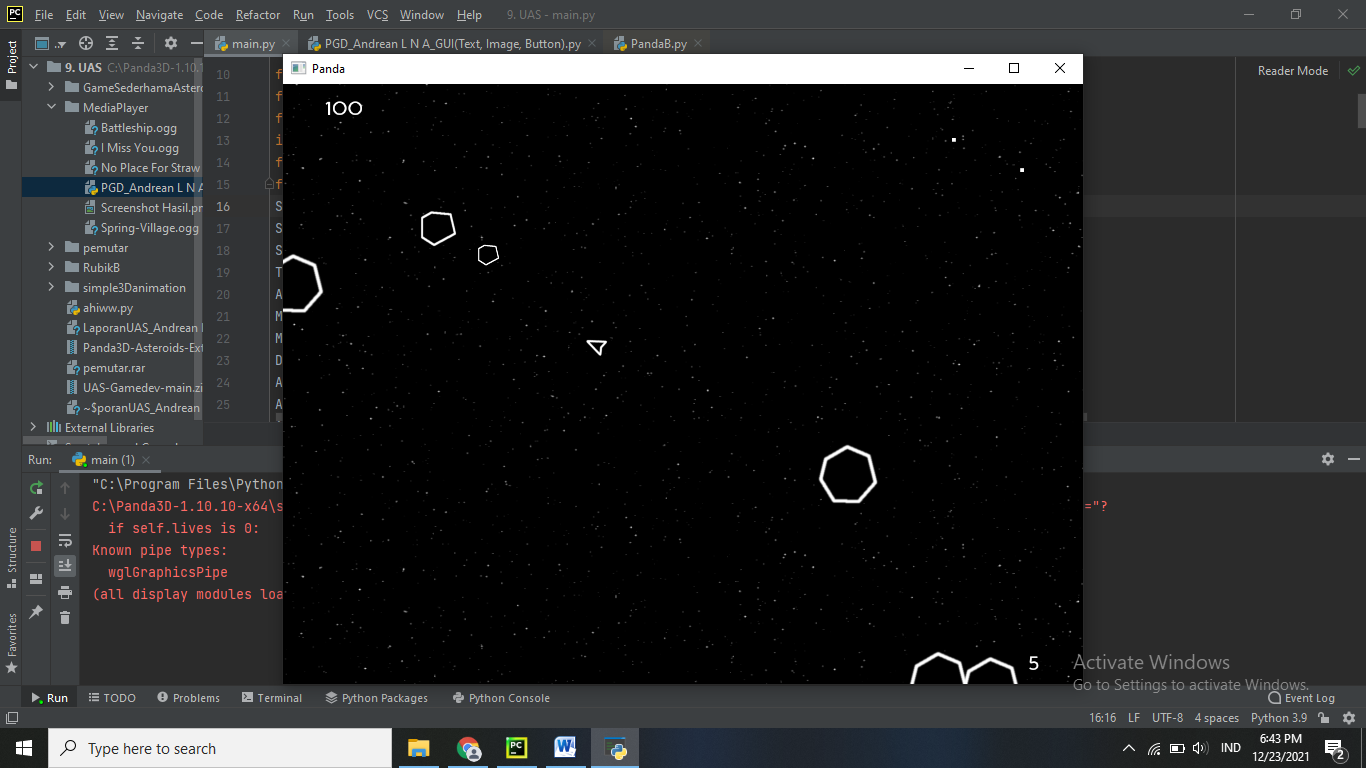 File Edit View Navigate Code Refactor Run Tools VCS Window Help 9. UAS - main.py
main.py PGD_Andrean L N A_GUI(Text, Image, Button).py PandaB.py
Project
9. UAS C:\Panda3D-1.10.1
GameSederhamaAstero
MediaPlayer
Battleship.ogg
I Miss You.ogg
No Place For Straw
PGD_Andrean L N A
Screenshot Hasil.pr
Spring-Village.ogg
pemutar
RubikB
simple3Danimation
ahiww.py
LaporanUAS_Andrean
Panda3D-Asteroids-Ext
pemutar.rar
UAS-Gamedev-main.zi
~$poranUAS_Andrean
External Libraries
10 f
11 f
12 f
13 i
14 f
15 f
16 S
17 S
18 S
19 T
20 A
21 M
22 M
23 D
24 A
25 A
Reader Mode
Panda
100
5
Run: main (1)
"C:\Program Files\Python
C:\Panda3D-1.10.10-x64\s ="?
if self.lives is 0:
Known pipe types:
wglGraphicsPipe
(all display modules loa
Structure
Favorites
Activate Windows
Go to Settings to activate Windows.
Run TODO Problems Terminal Python Packages Python Console Event Log
16:16 LF UTF-8 4 spaces Python 3.9
Type here to search
IND
6:43 PM
12/23/2021
2